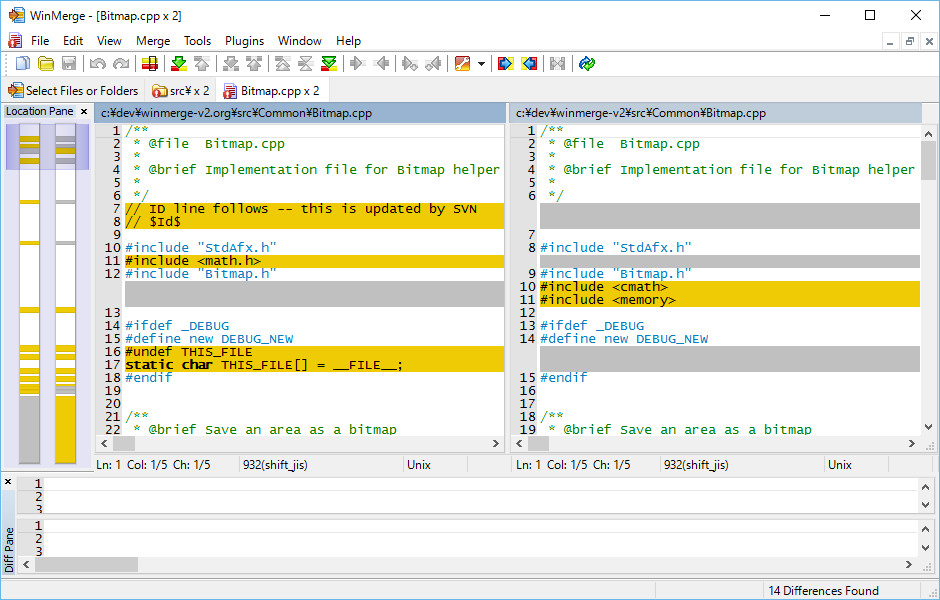 WinMerge - [Bitmap.cpp x 2]
File Edit View Merge Tools Plugins Window Help
Select Files or Folders src¥ x 2 Bitmap.cpp x 2
Location Pane x
c:¥dev¥winmerge-v2.org¥src¥Common¥Bitmap.cpp
1 /**
2 * @file Bitmap.cpp
3 *
4 * @brief Implementation file for Bitmap helper
5 *
6 */
7 // ID line follows -- this is updated by SVN
8 // $Id$
9
10 #include "StdAfx.h"
11 #include <math.h>
12 #include "Bitmap.h"
13
14 #ifdef _DEBUG
15 #define new DEBUG_NEW
16 #undef THIS_FILE
17 static char THIS_FILE[] = __FILE__;
18 #endif
19
20
21 /**
22 * @brief Save an area as a bitmap
Ln: 1 Col: 1/5 Ch: 1/5 932(shift_jis) Unix
c:¥dev¥winmerge-v2¥src¥Common¥Bitmap.cpp
1 /**
2 * @file Bitmap.cpp
3 *
4 * @brief Implementation file for Bitmap helper
5 *
6 */
7
8 #include "StdAfx.h"
9 #include "Bitmap.h"
10 #include <cmath>
11 #include <memory>
12
13 #ifdef _DEBUG
14 #define new DEBUG_NEW
15 #endif
16
17
18 /**
19 * @brief Save an area as a bitmap
Ln: 1 Col: 1/5 Ch: 1/5 932(shift_jis) Unix
Diff Pane
1
2
3
1
2
3
14 Differences Found